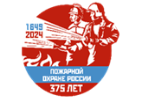 1649
2024
ПОЖАРНОЙ
ОХРАНЕ РОССИИ
375 ЛЕТ